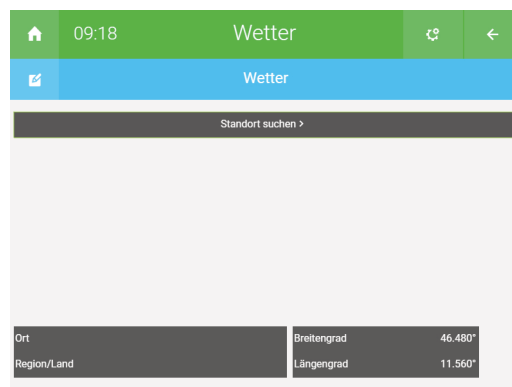 09:18 Wetter
Wetter
Standort suchen >
Ort
Region/Land
Breitengrad 46.480°
Längengrad 11.560°